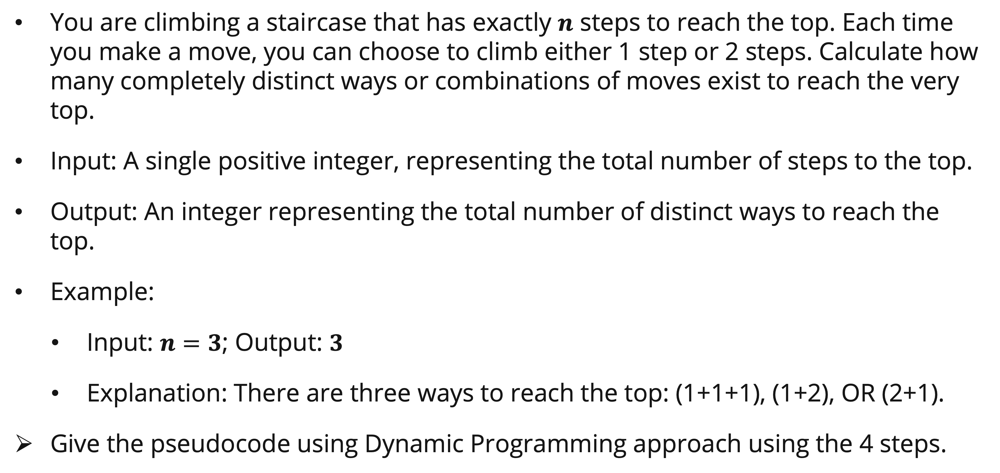 • You are climbing a staircase that has exactly n steps to reach the top. Each time
you make a move, you can choose to climb either 1 step or 2 steps. Calculate how
many completely distinct ways or combinations of moves exist to reach the very
top.
• Input: A single positive integer, representing the total number of steps to the top.
• Output: An integer representing the total number of distinct ways to reach the
top.
• Example:
• Input: n = 3; Output: 3
• Explanation: There are three ways to reach the top: (1+1+1), (1+2), OR (2+1).
➢ Give the pseudocode using Dynamic Programming approach using the 4 steps.